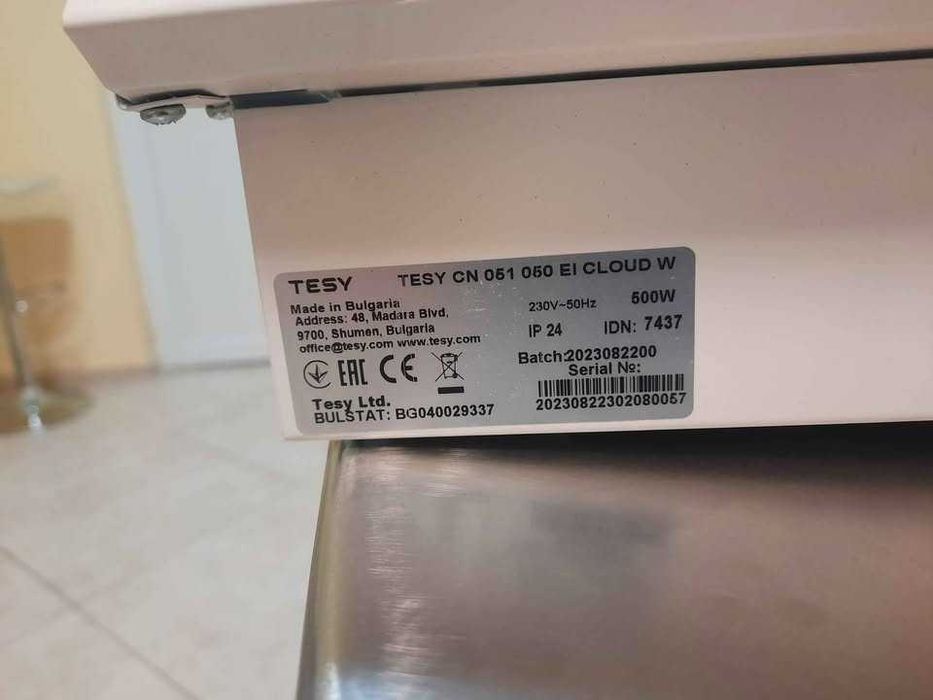 TESY TESY CN 051 050 EI CLOUD W
Made in Bulgaria
Address: 48, Madara Blvd,
9700, Shumen, Bulgaria
office@tesy.com www.tesy.com
230V~50Hz 500W
IP 24 IDN: 7437
Batch:2023082200
Serial №:
20230822302080057
EAC CE
Tesy Ltd.
BULSTAT: BG040029337